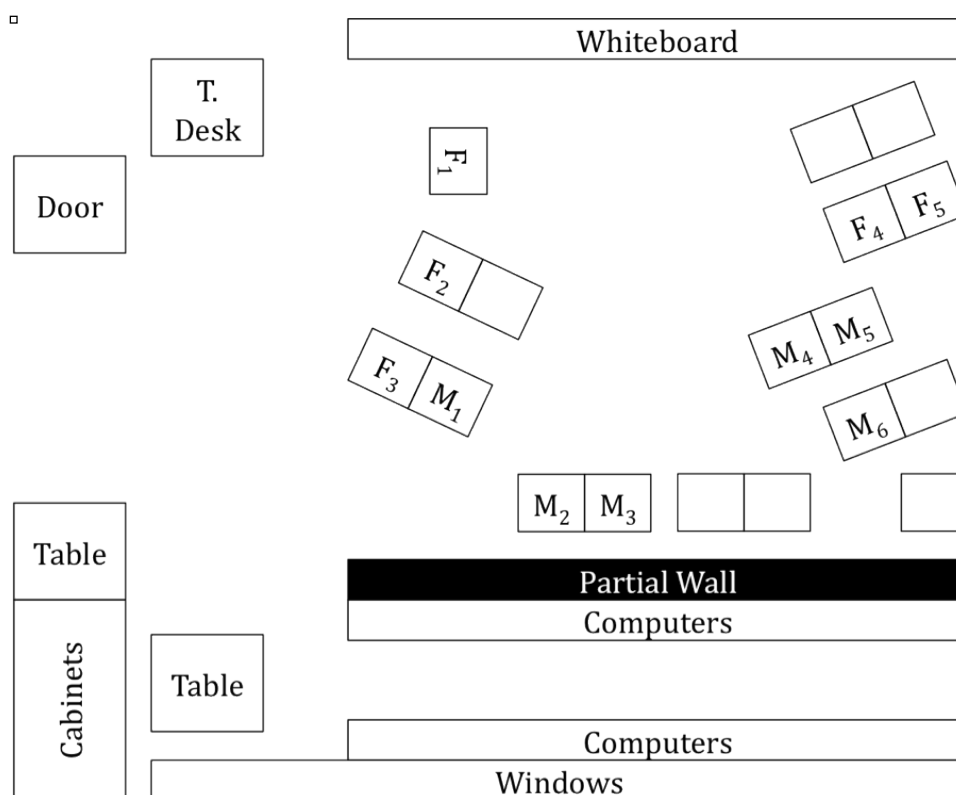 Whiteboard
T.
Desk
F₁
Door
F₂
F₃ M₁
F₄ F₅
M₄ M₅
M₆
M₂ M₃
Table
Partial Wall
Computers
Cabinets
Table
Computers
Windows